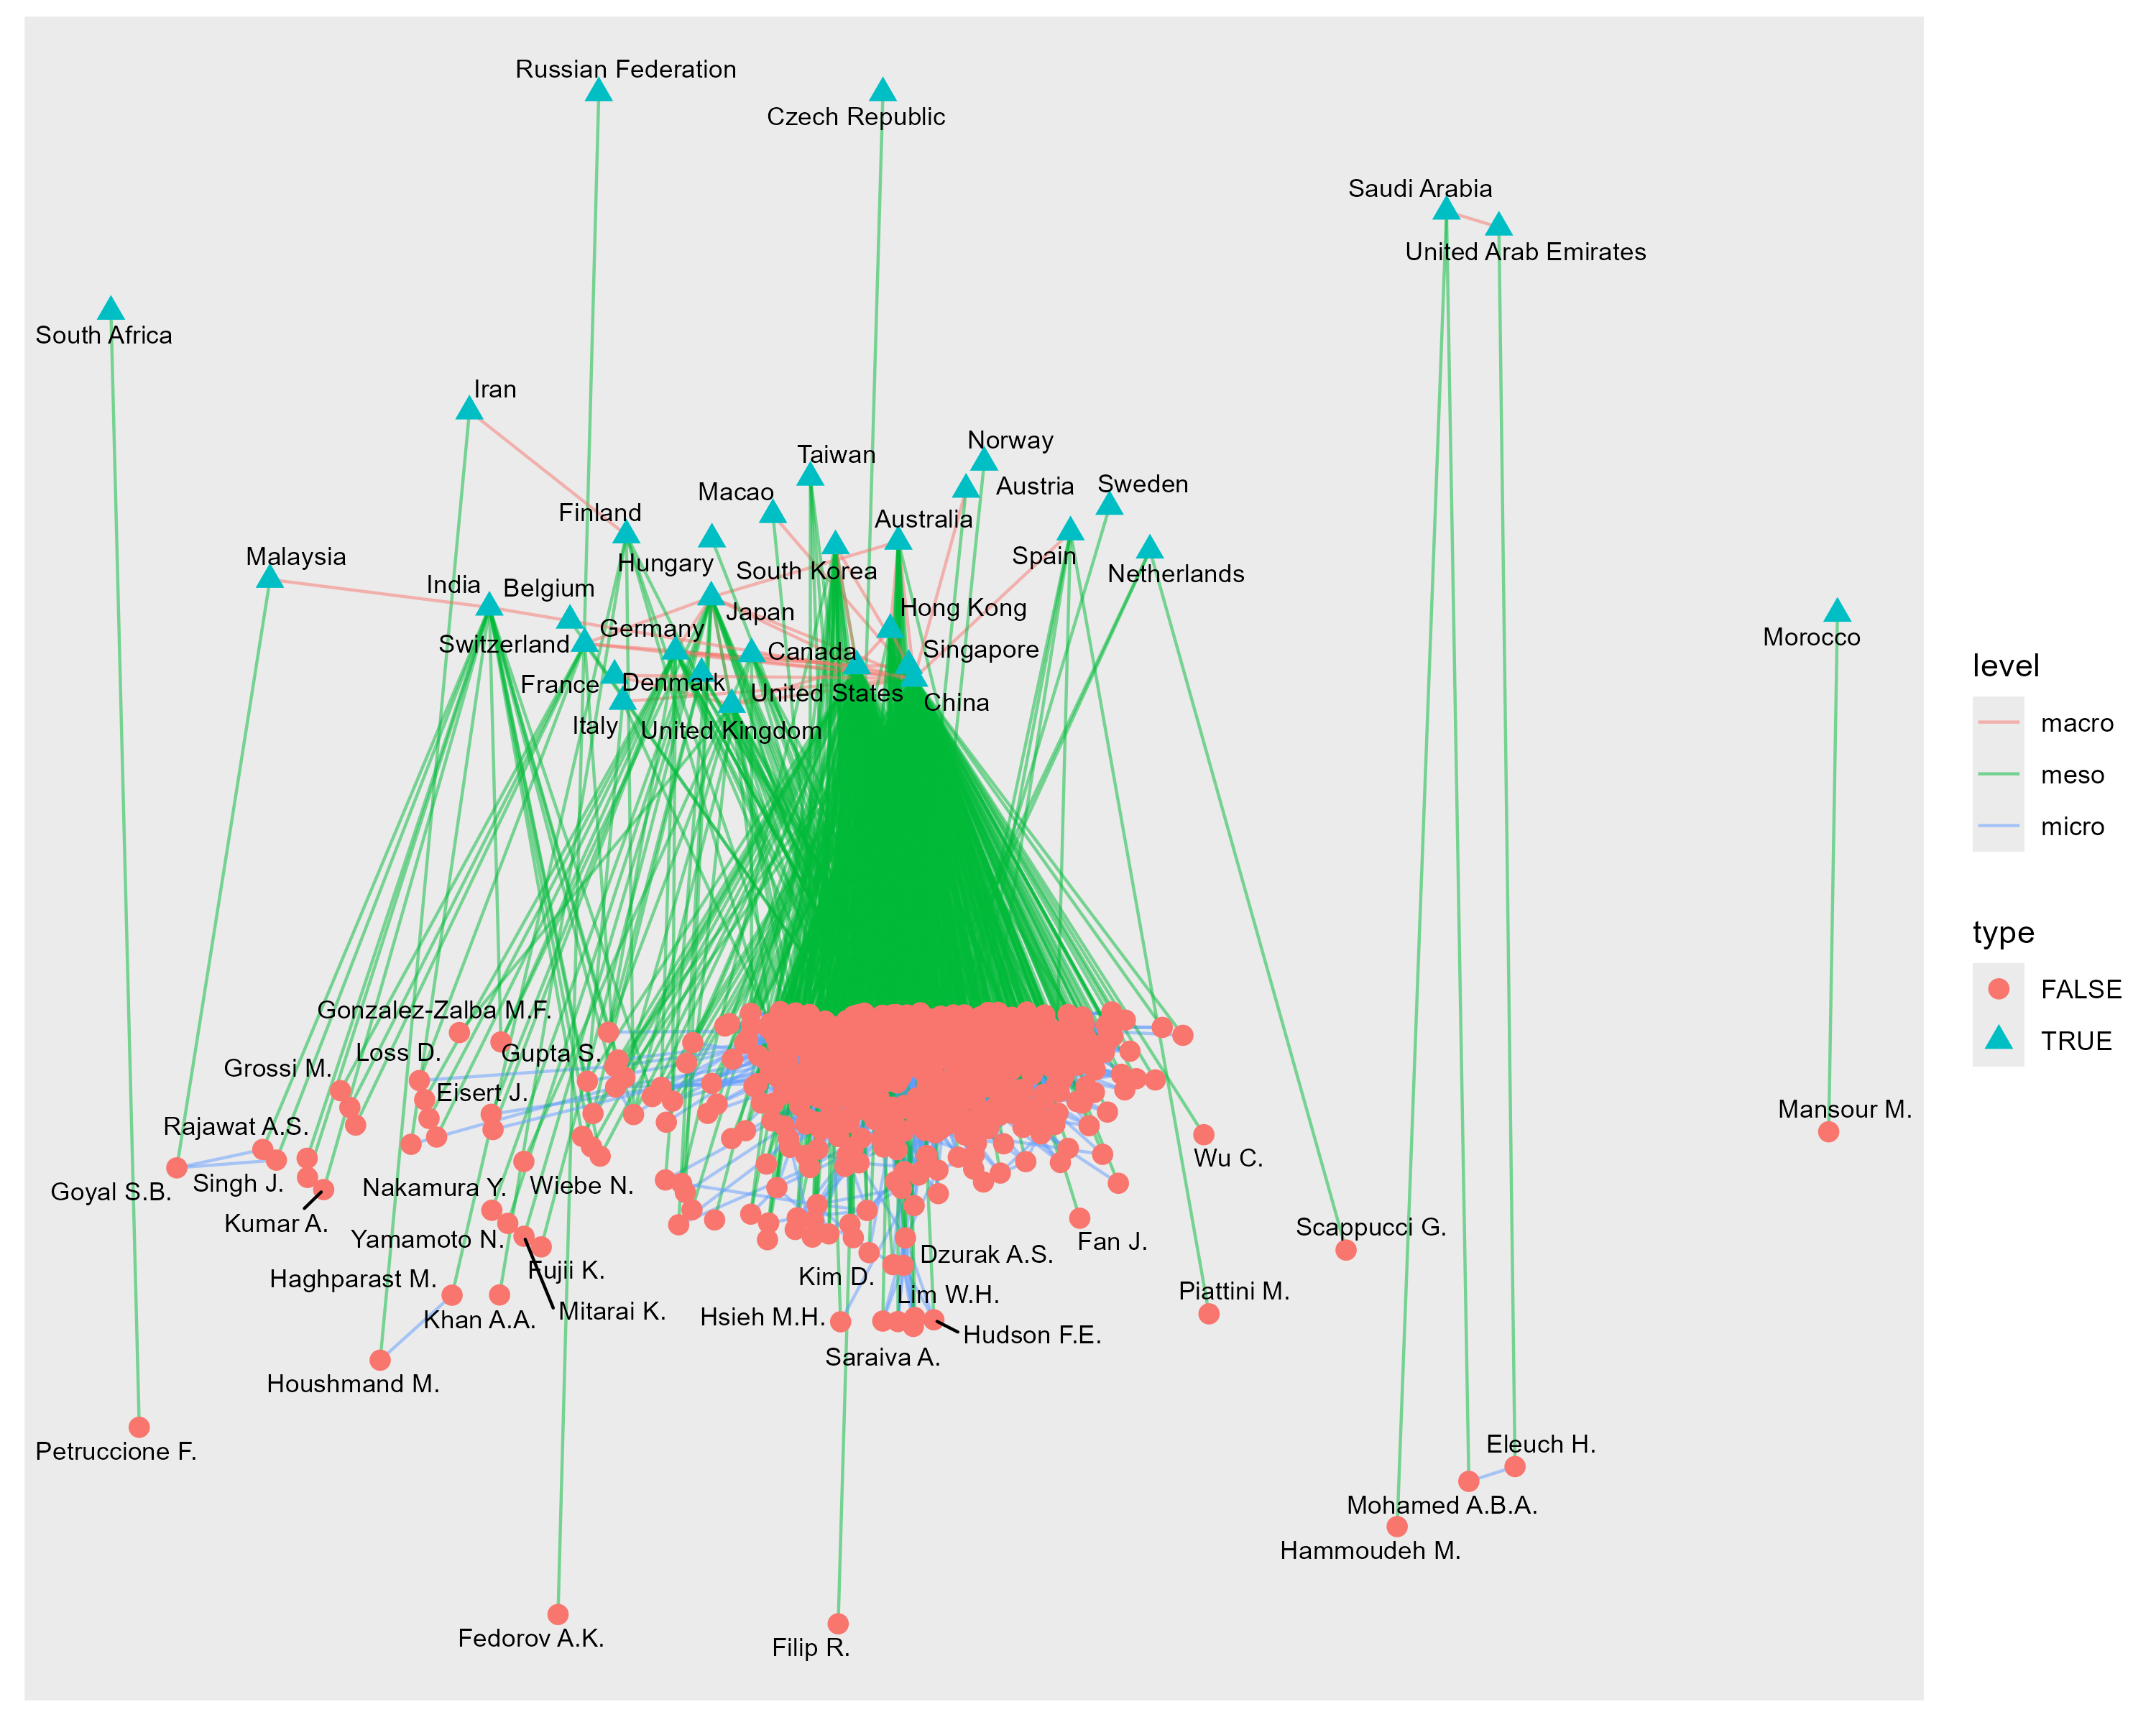 Russian Federation
Czech Republic
Saudi Arabia
United Arab Emirates
South Africa
Iran
Norway
Taiwan
Macao
Austria
Sweden
Finland
Australia
Malaysia
Hungary
South Korea
Spain
Netherlands
India
Belgium
Japan
Hong Kong
Germany
Switzerland
Canada
Singapore
Morocco
France
Denmark
United States
China
Italy
United Kingdom
Gonzalez-Zalba M.F.
Loss D.
Gupta S.
Grossi M.
Eisert J.
Rajawat A.S.
Mansour M.
Wu C.
Goyal S.B.
Singh J.
Nakamura Y.
Wiebe N.
Kumar A.
Scappucci G.
Yamamoto N.
Fan J.
Dzurak A.S.
Haghparast M.
Fujii K.
Kim D.
Lim W.H.
Piattini M.
Khan A.A.
Mitarai K.
Hsieh M.H.
Hudson F.E.
Saraiva A.
Houshmand M.
Petruccione F.
Eleuch H.
Mohamed A.B.A.
Hammoudeh M.
Fedorov A.K.
Filip R.
level
macro
meso
micro
type
FALSE
TRUE